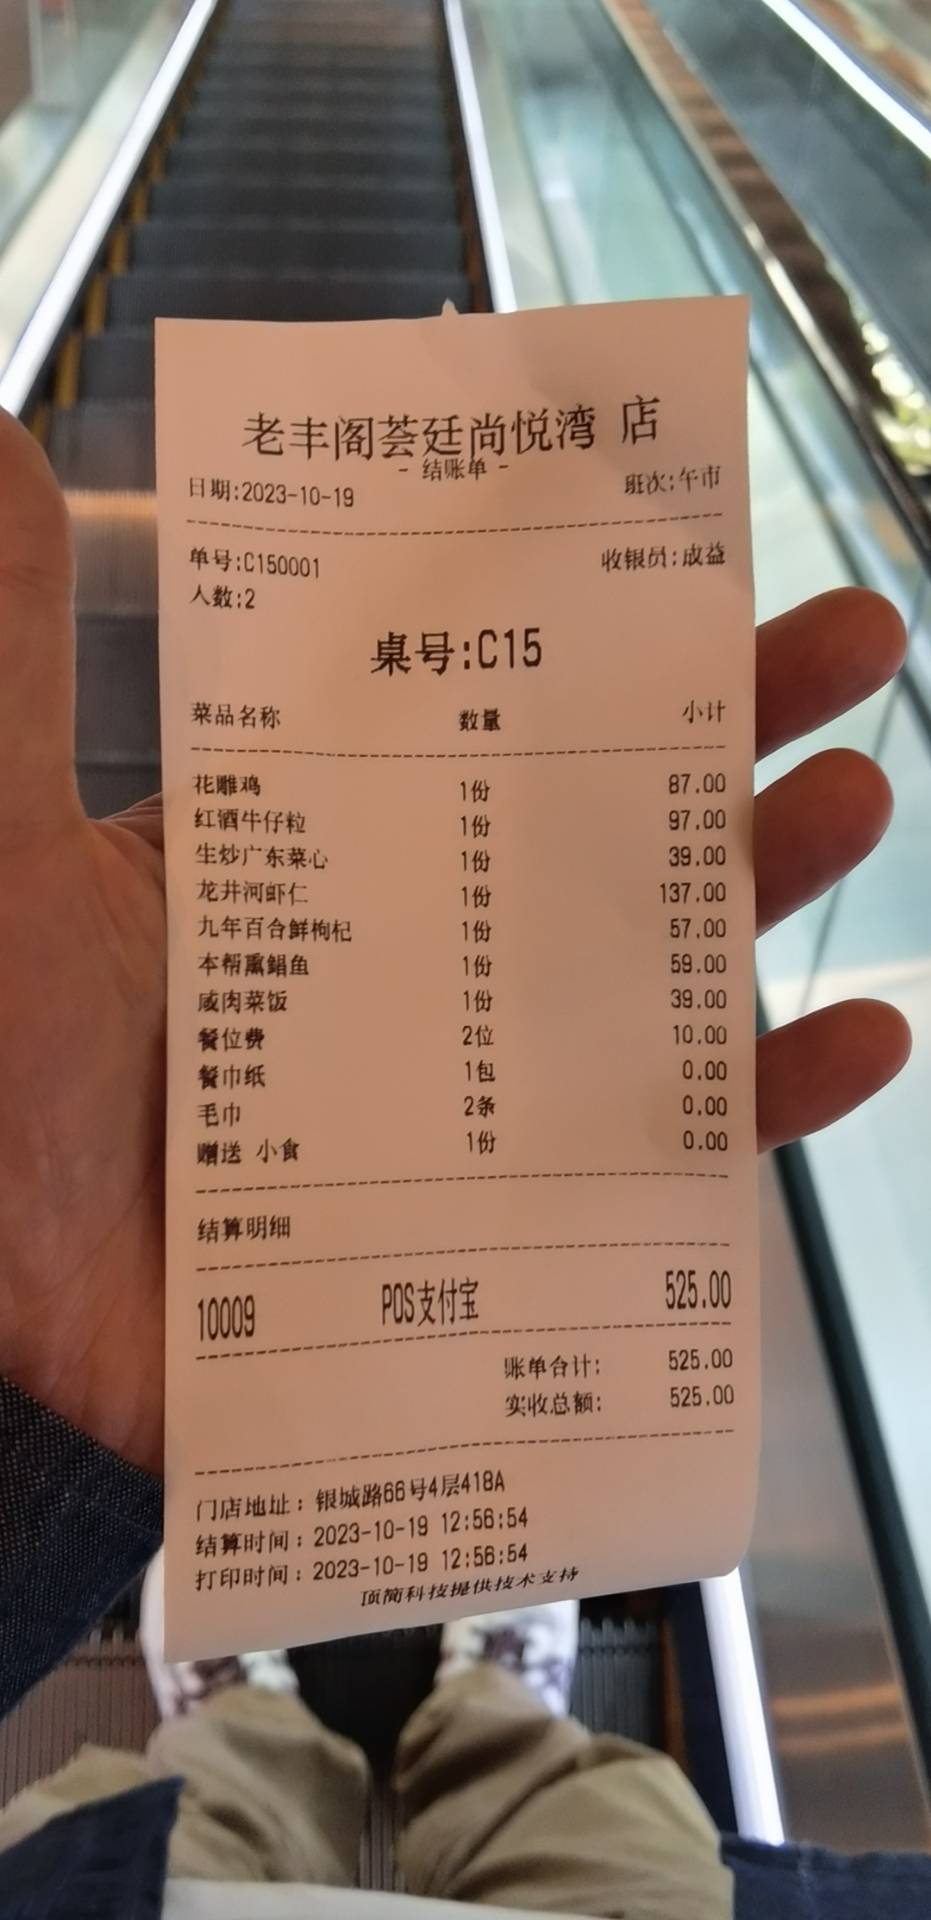 老丰阁荟廷尚悦湾 店
- 结账单 -
日期:2023-10-19 班次:午市
单号:C150001 收银员:成益
人数:2
桌号:C15
菜品名称 数量 小计
花雕鸡 1份 87.00
红酒牛仔粒 1份 97.00
生炒广东菜心 1份 39.00
龙井河虾仁 1份 137.00
九年百合鲜枸杞 1份 57.00
本帮熏鲳鱼 1份 59.00
咸肉菜饭 1份 39.00
餐位费 2位 10.00
餐巾纸 1包 0.00
毛巾 2条 0.00
赠送 小食 1份 0.00
结算明细
10009 POS支付宝 525.00
账单合计: 525.00
实收总额: 525.00
门店地址: 银城路66号4层418A
结算时间: 2023-10-19 12:56:54
打印时间: 2023-10-19 12:56:54
顶简科技提供技术支持